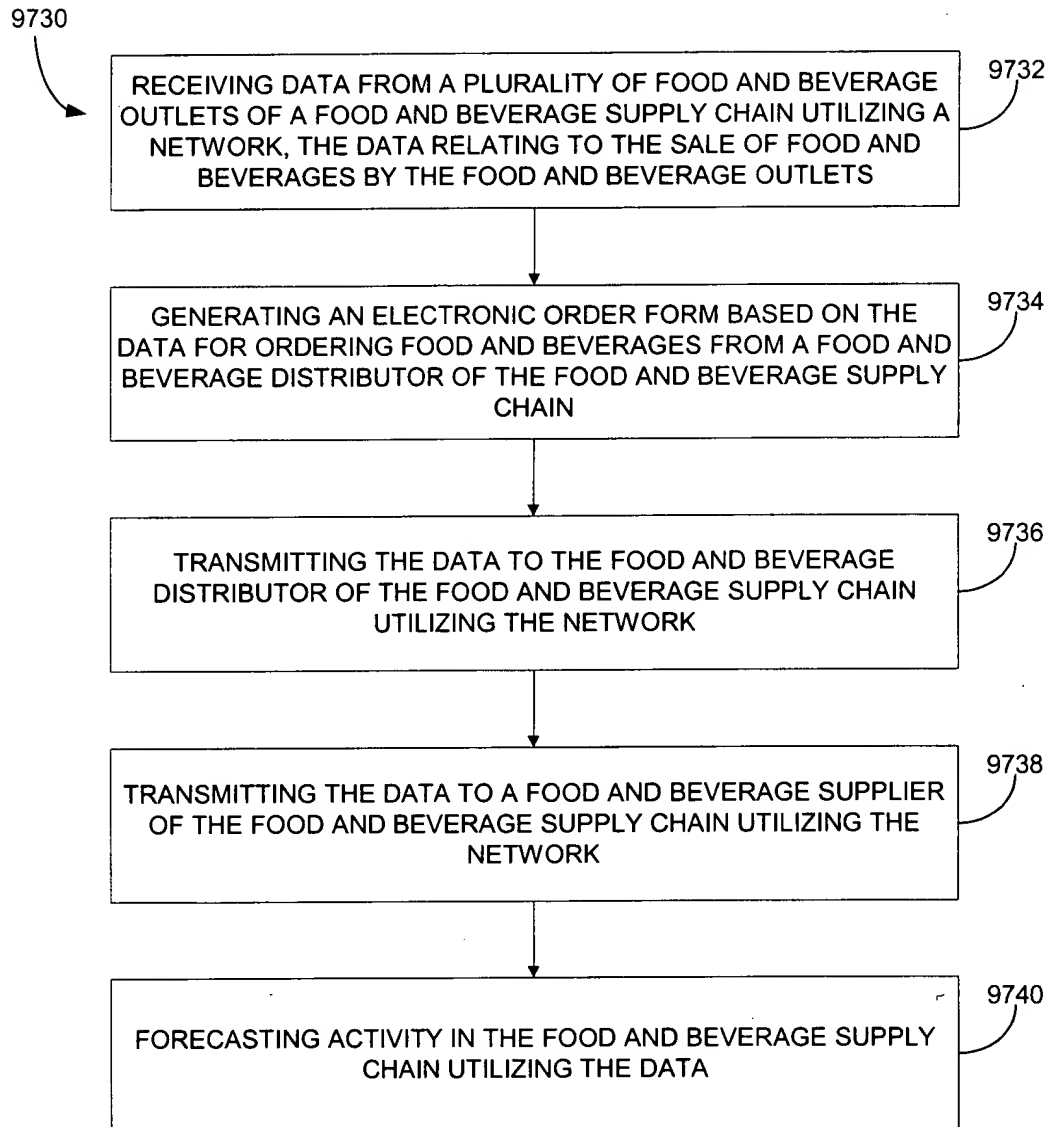 9730
RECEIVING DATA FROM A PLURALITY OF FOOD AND BEVERAGE
OUTLETS OF A FOOD AND BEVERAGE SUPPLY CHAIN UTILIZING A
NETWORK, THE DATA RELATING TO THE SALE OF FOOD AND
BEVERAGES BY THE FOOD AND BEVERAGE OUTLETS
9732
GENERATING AN ELECTRONIC ORDER FORM BASED ON THE
DATA FOR ORDERING FOOD AND BEVERAGES FROM A FOOD AND
BEVERAGE DISTRIBUTOR OF THE FOOD AND BEVERAGE SUPPLY
CHAIN
9734
TRANSMITTING THE DATA TO THE FOOD AND BEVERAGE
DISTRIBUTOR OF THE FOOD AND BEVERAGE SUPPLY CHAIN
UTILIZING THE NETWORK
9736
TRANSMITTING THE DATA TO A FOOD AND BEVERAGE SUPPLIER
OF THE FOOD AND BEVERAGE SUPPLY CHAIN UTILIZING THE
NETWORK
9738
FORECASTING ACTIVITY IN THE FOOD AND BEVERAGE SUPPLY
CHAIN UTILIZING THE DATA
9740